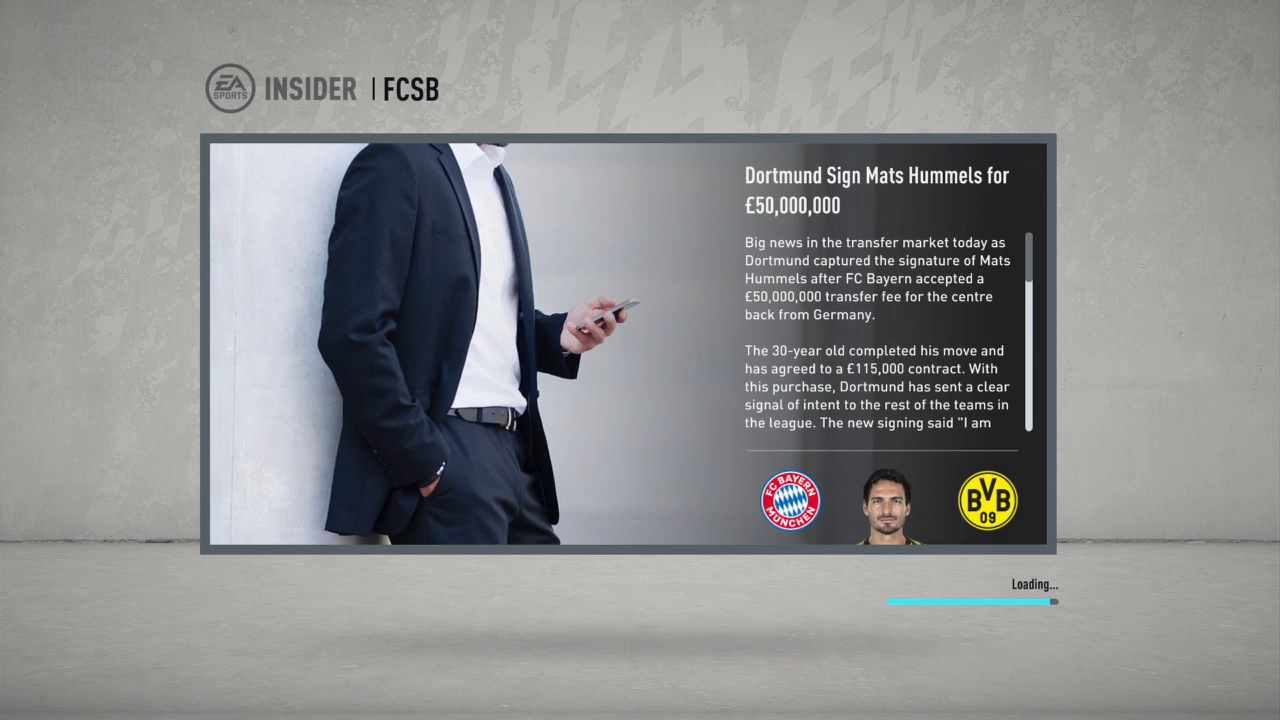 EA
SPORTS
INSIDER | FCSB
Dortmund Sign Mats Hummels for
£50,000,000
Big news in the transfer market today as
Dortmund captured the signature of Mats
Hummels after FC Bayern accepted a
£50,000,000 transfer fee for the centre
back from Germany.
The 30-year old completed his move and
has agreed to a £115,000 contract. With
this purchase, Dortmund has sent a clear
signal of intent to the rest of the teams in
the league. The new signing said "I am
FC BAYERN
MÜNCHEN
BVB
09
Loading...